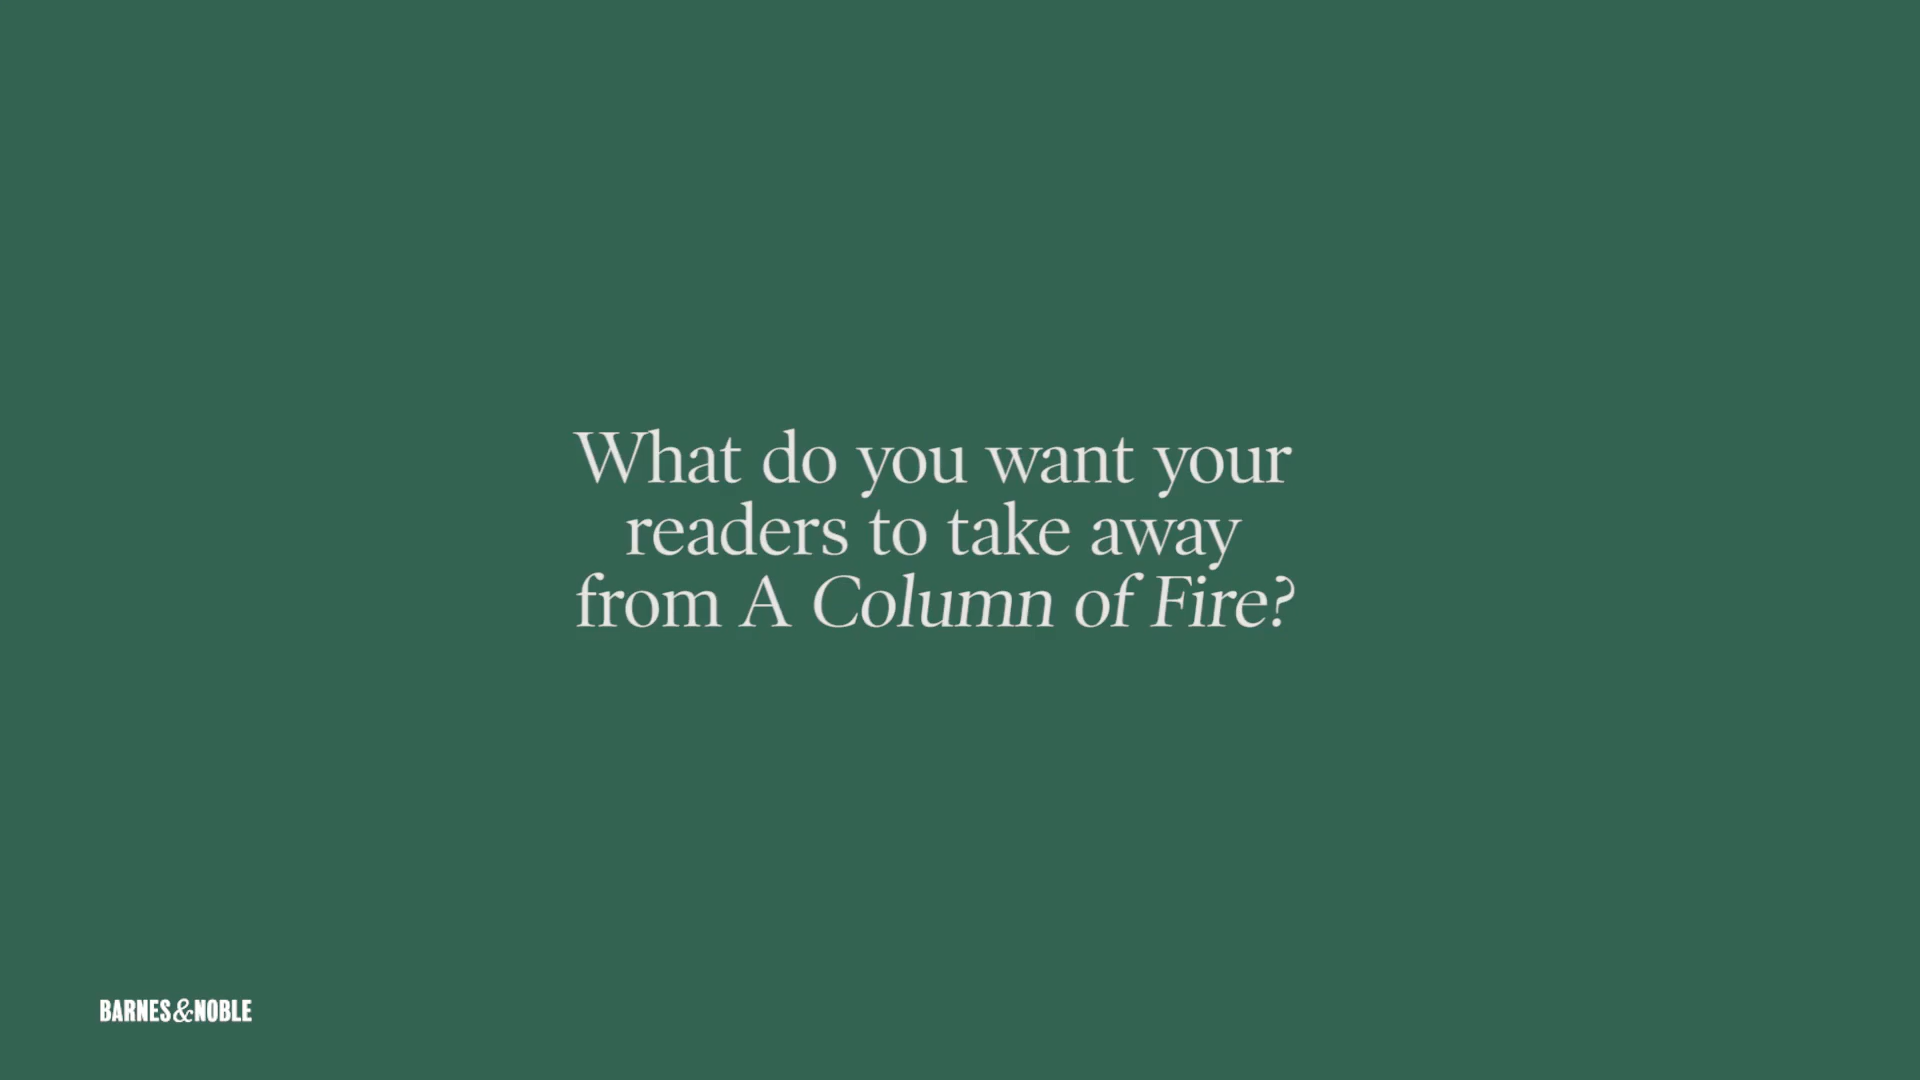 What do you want your
readers to take away
from A Column of Fire?
BARNES&NOBLE